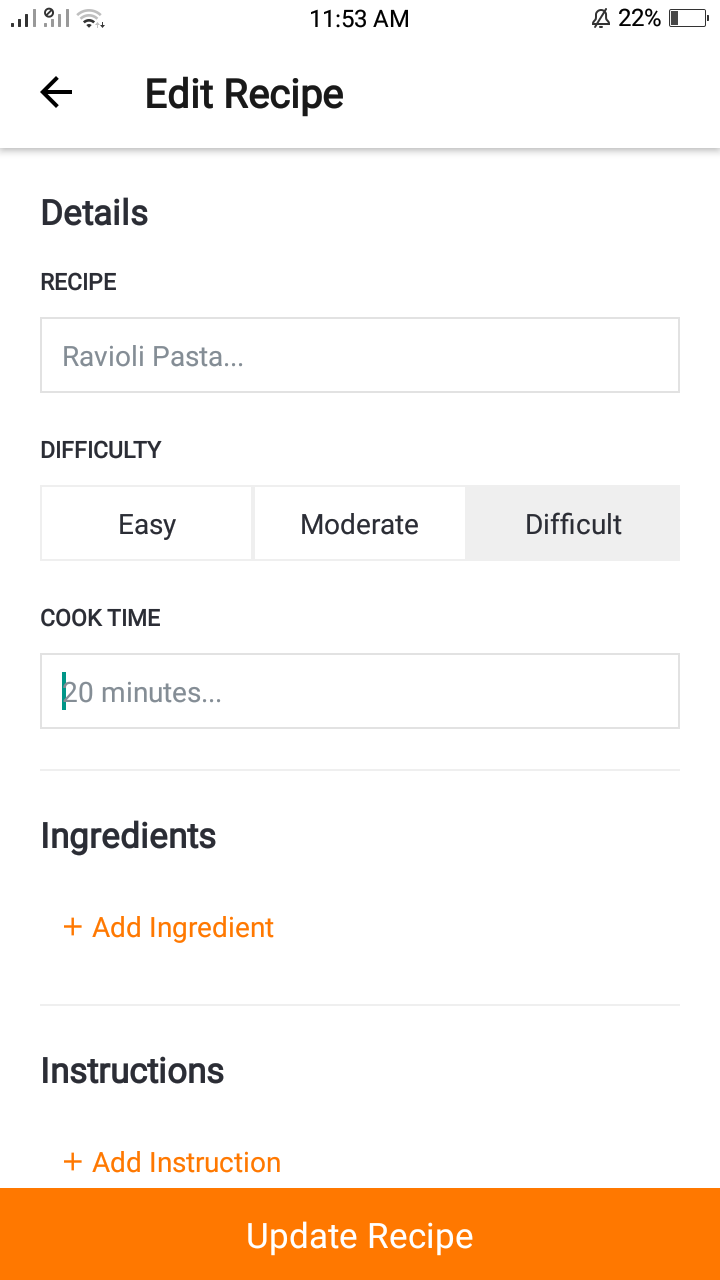 11:53 AM 22%
Edit Recipe
Details
RECIPE
Ravioli Pasta...
DIFFICULTY
Easy Moderate Difficult
COOK TIME
20 minutes...
Ingredients
+ Add Ingredient
Instructions
+ Add Instruction
Update Recipe